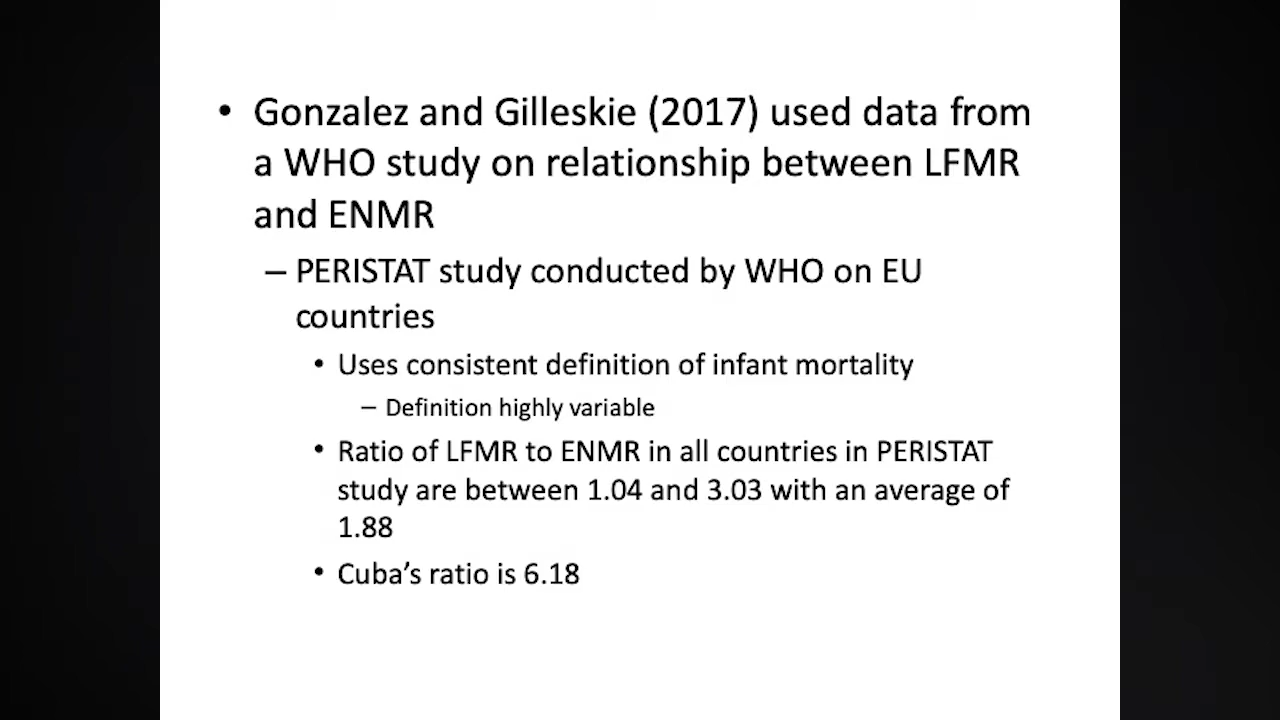 • Gonzalez and Gilleskie (2017) used data from
a WHO study on relationship between LFMR
and ENMR
– PERISTAT study conducted by WHO on EU
countries
• Uses consistent definition of infant mortality
– Definition highly variable
• Ratio of LFMR to ENMR in all countries in PERISTAT
study are between 1.04 and 3.03 with an average of
1.88
• Cuba’s ratio is 6.18